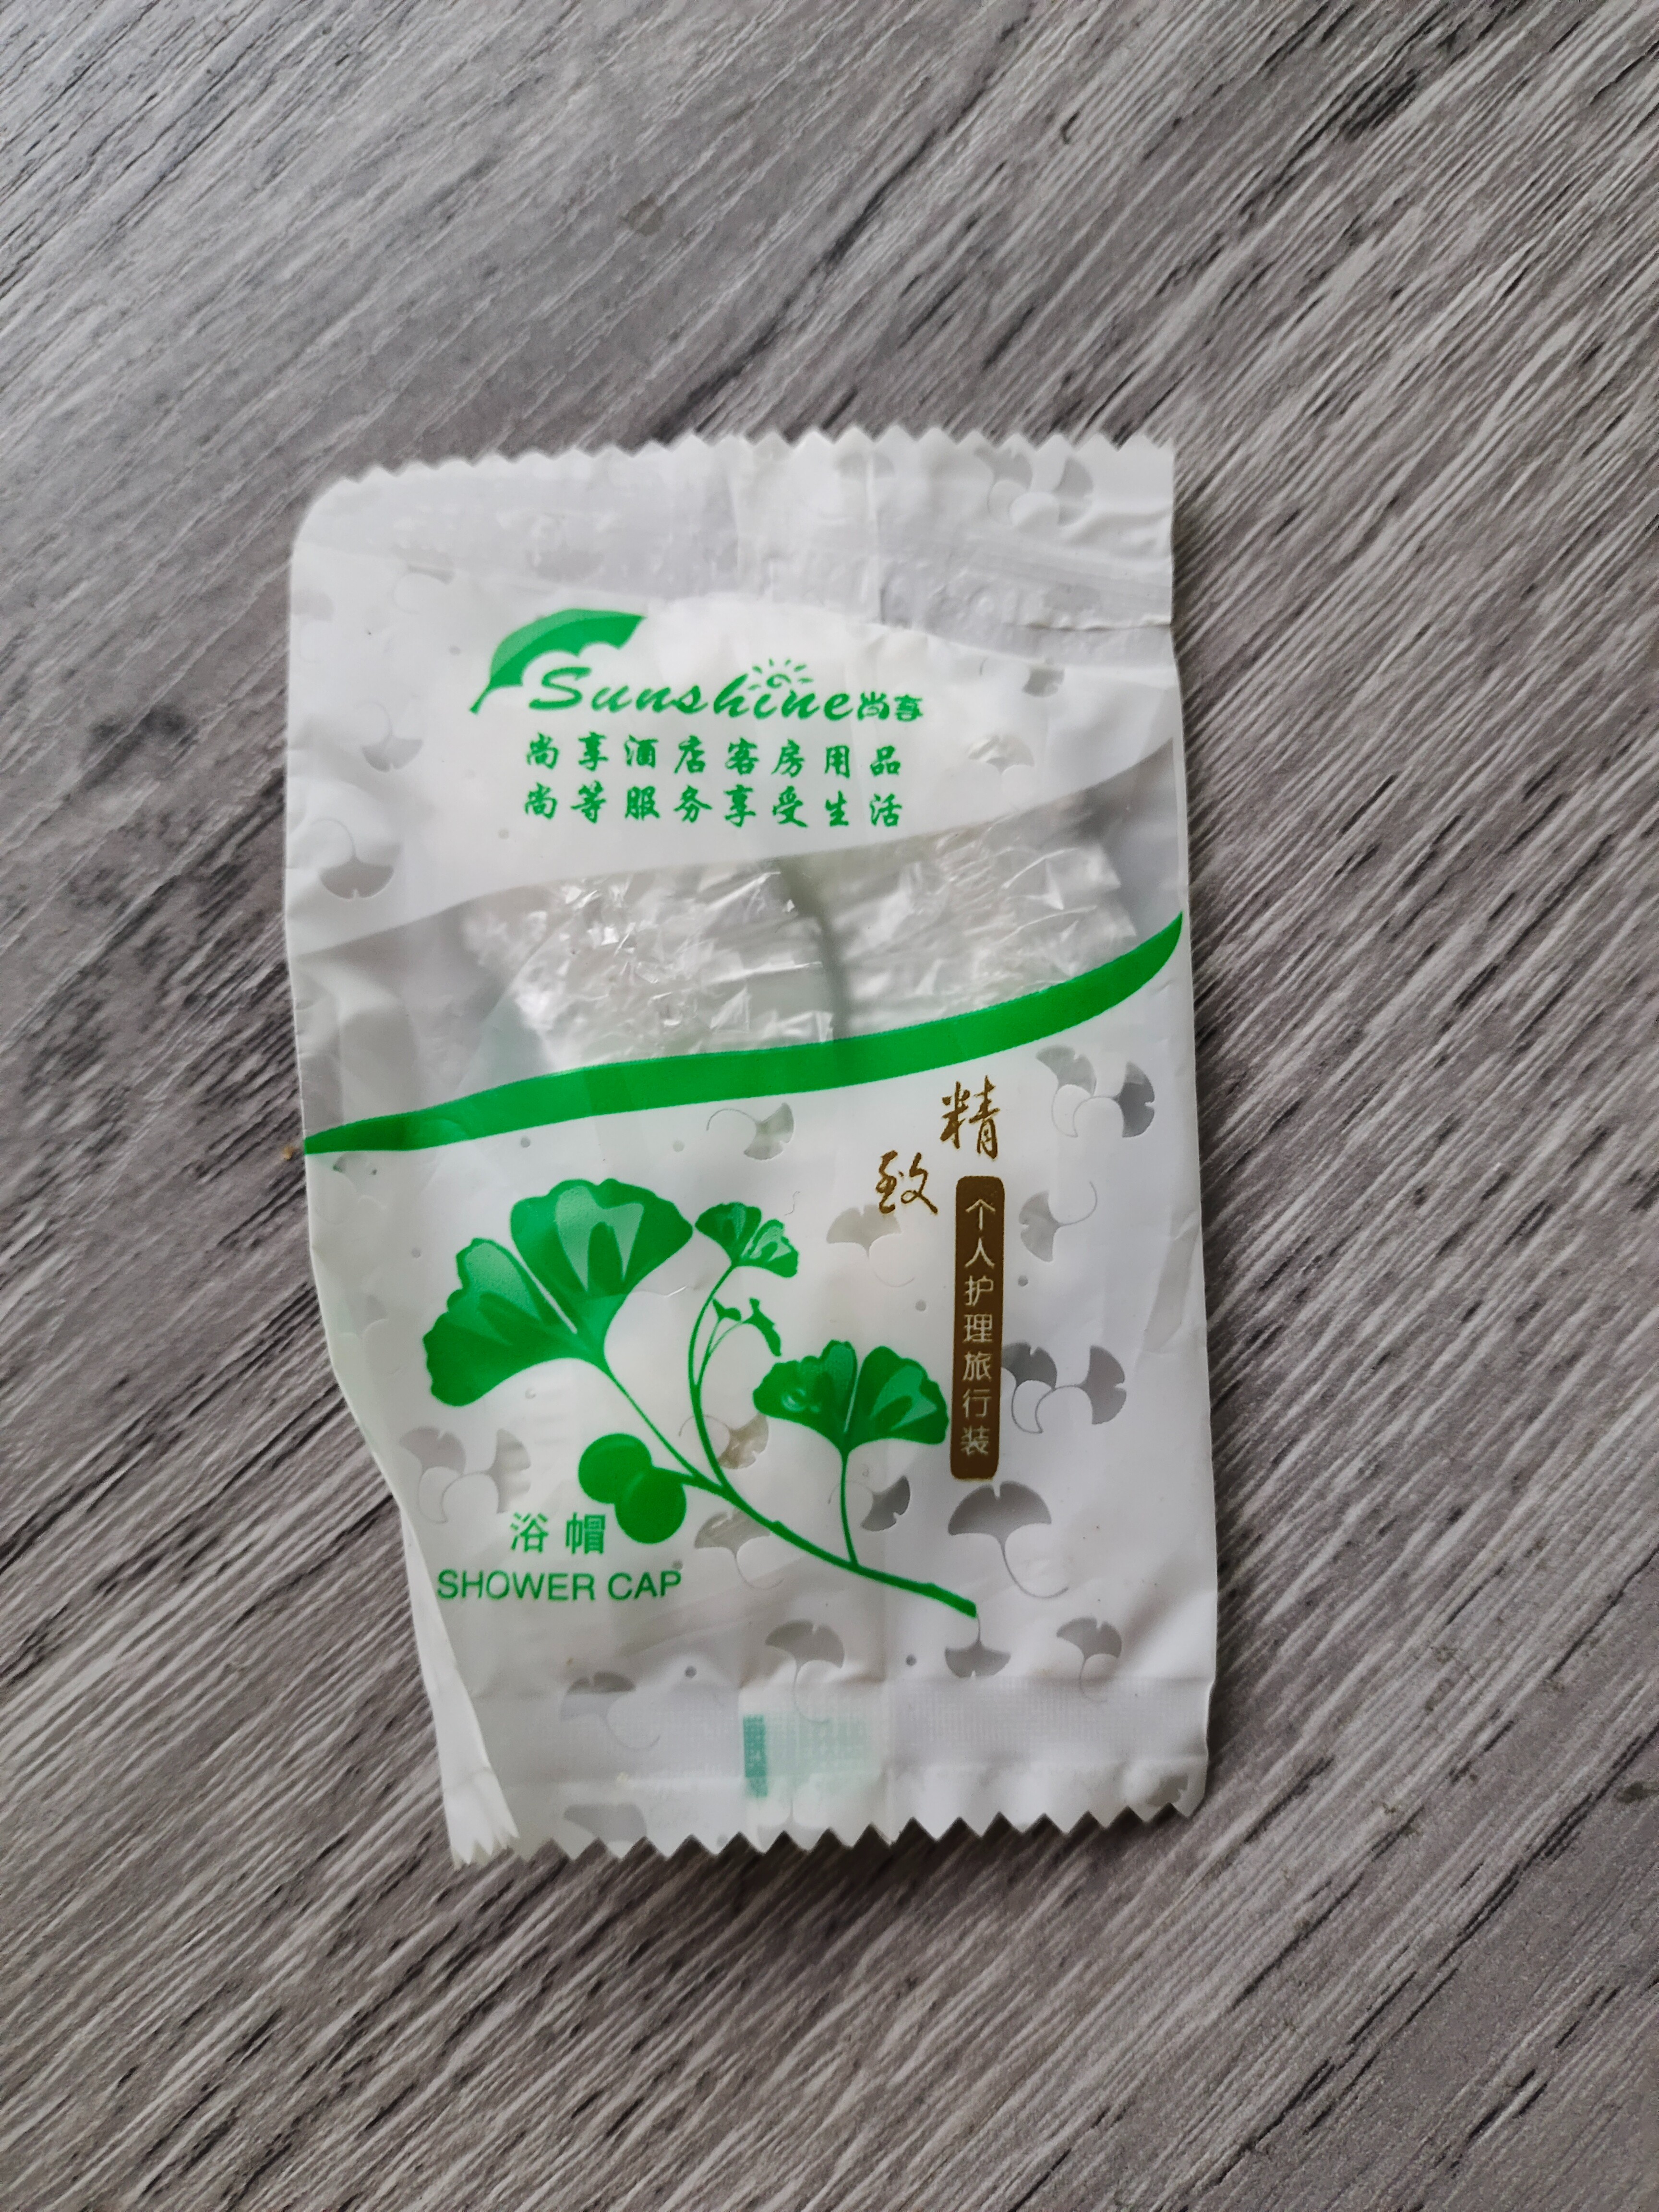 Sunshine尚享
尚享酒店客房用品
尚等服务享受生活
精致
个人护理旅行装
浴帽
SHOWER CAP